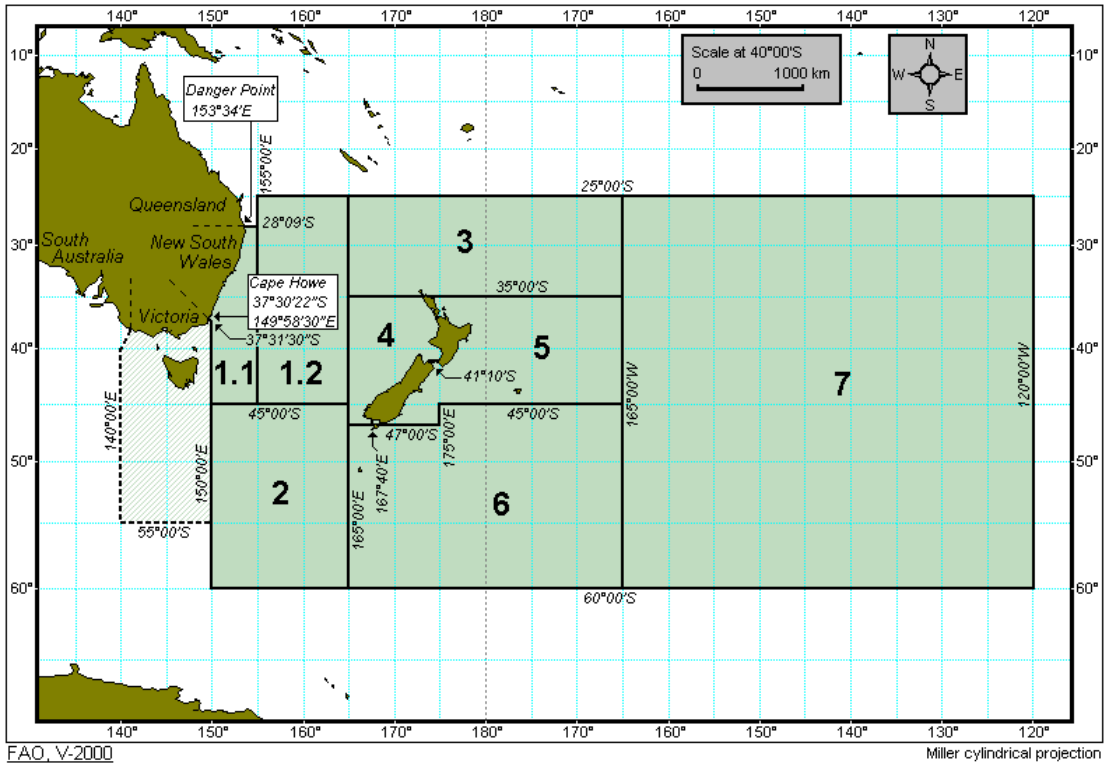 140° 150° 160° 170° 180° 170° 160° 150° 140° 130° 120°
10° 10°
Scale at 40°00'S
0 1000 km
N
W E
S
Danger Point
153°34'E
20° 20°
155°00'E
25°00'S
Queensland
28°09'S
30° 30°
South
Australia
New South
Wales
3
Cape Howe
37°30'22"S
149°58'30"E
35°00'S
Victoria
37°31'30"S
4
5
40° 40°
1.1 1.2
41°10'S
7
140°00'E
165°00'W
120°00'W
45°00'S
45°00'S
47°00'S
175°00'E
150°00'E
167°40'E
50° 50°
2
6
165°00'E
55°00'S
60° 60°
60°00'S
140° 150° 160° 170° 180° 170° 160° 150° 140° 130° 120°
FAO, V-2000
Miller cylindrical projection